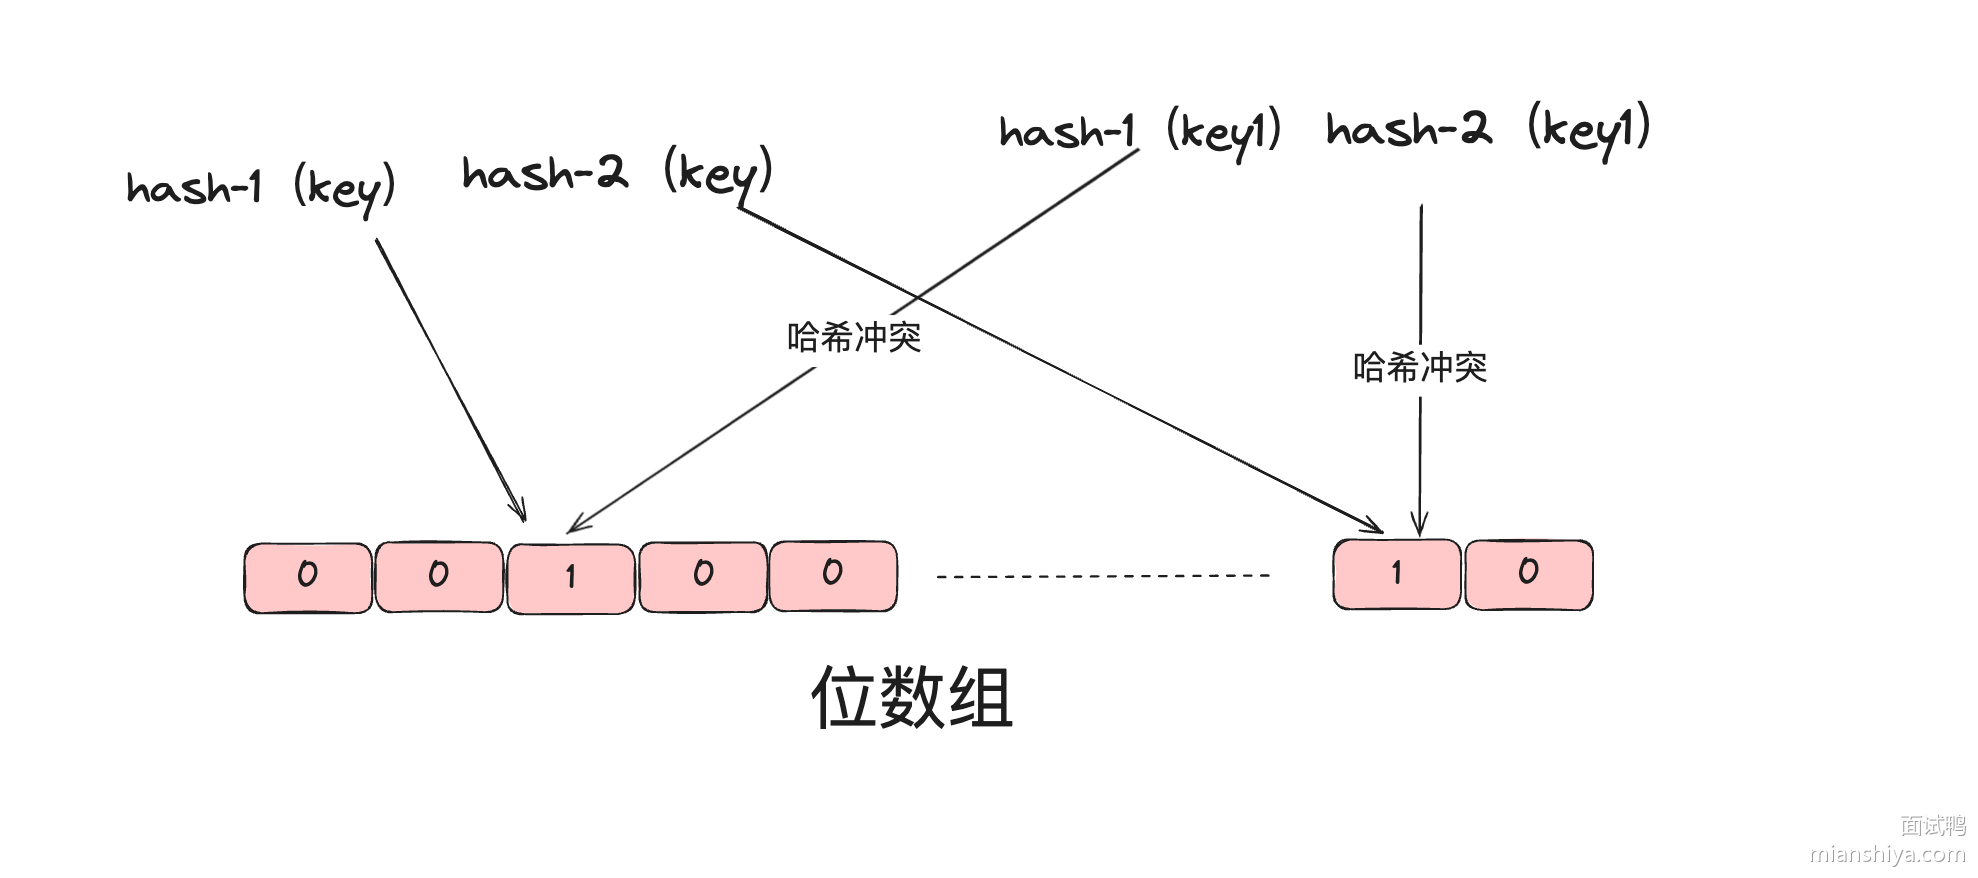 hash-1 (key)
hash-2 (key)
hash-1 (key1)
hash-2 (key1)
哈希冲突
哈希冲突
0 0 1 0 0 1 0
位数组
面试鸭
mianshiya.com